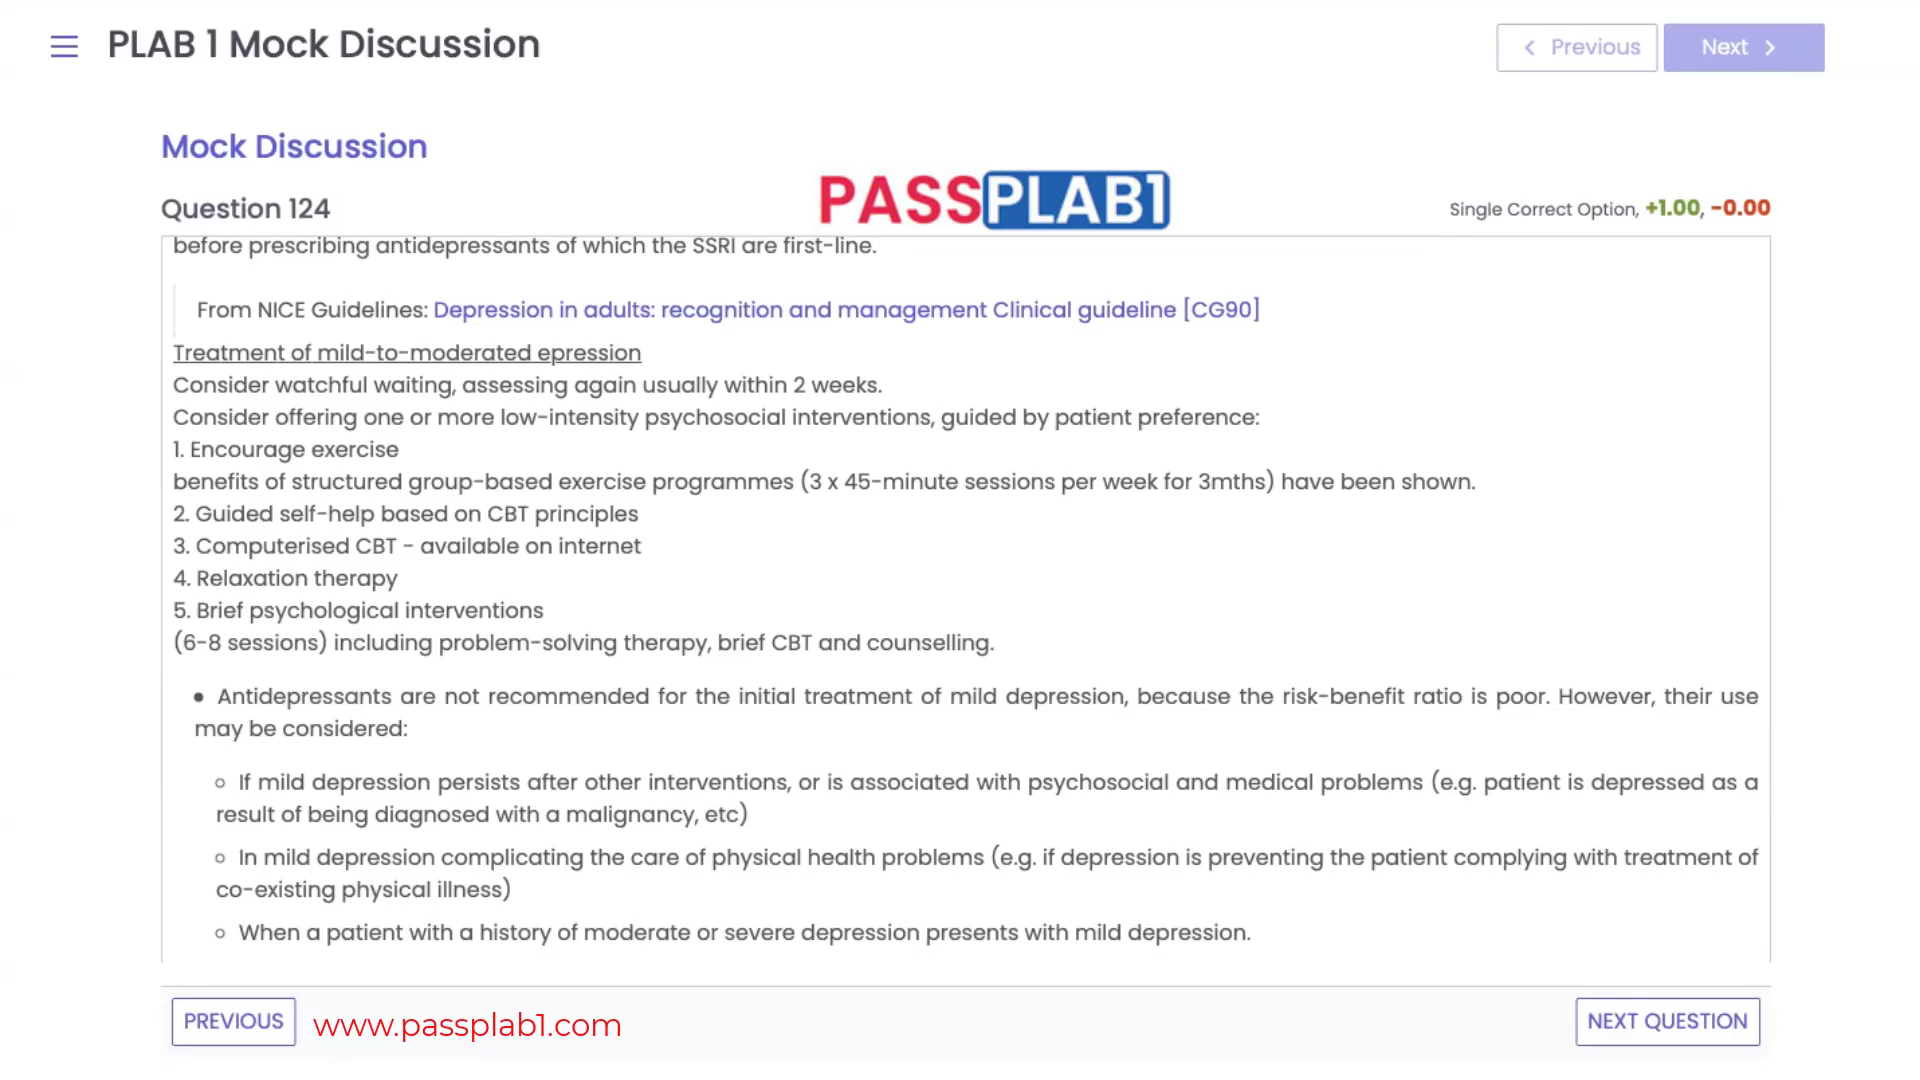 PLAB 1 Mock Discussion
Previous
Next
Mock Discussion
PASSPLAB1
Question 124
Single Correct Option, +1.00, -0.00
before prescribing antidepressants of which the SSRI are first-line.
From NICE Guidelines: Depression in adults: recognition and management Clinical guideline [CG90]
Treatment of mild-to-moderated epression
Consider watchful waiting, assessing again usually within 2 weeks.
Consider offering one or more low-intensity psychosocial interventions, guided by patient preference:
1. Encourage exercise
benefits of structured group-based exercise programmes (3 x 45-minute sessions per week for 3mths) have been shown.
2. Guided self-help based on CBT principles
3. Computerised CBT - available on internet
4. Relaxation therapy
5. Brief psychological interventions
(6-8 sessions) including problem-solving therapy, brief CBT and counselling.
● Antidepressants are not recommended for the initial treatment of mild depression, because the risk-benefit ratio is poor. However, their use
may be considered:
○ If mild depression persists after other interventions, or is associated with psychosocial and medical problems (e.g. patient is depressed as a
result of being diagnosed with a malignancy, etc)
○ In mild depression complicating the care of physical health problems (e.g. if depression is preventing the patient complying with treatment of
co-existing physical illness)
○ When a patient with a history of moderate or severe depression presents with mild depression.
PREVIOUS
www.passplab1.com
NEXT QUESTION